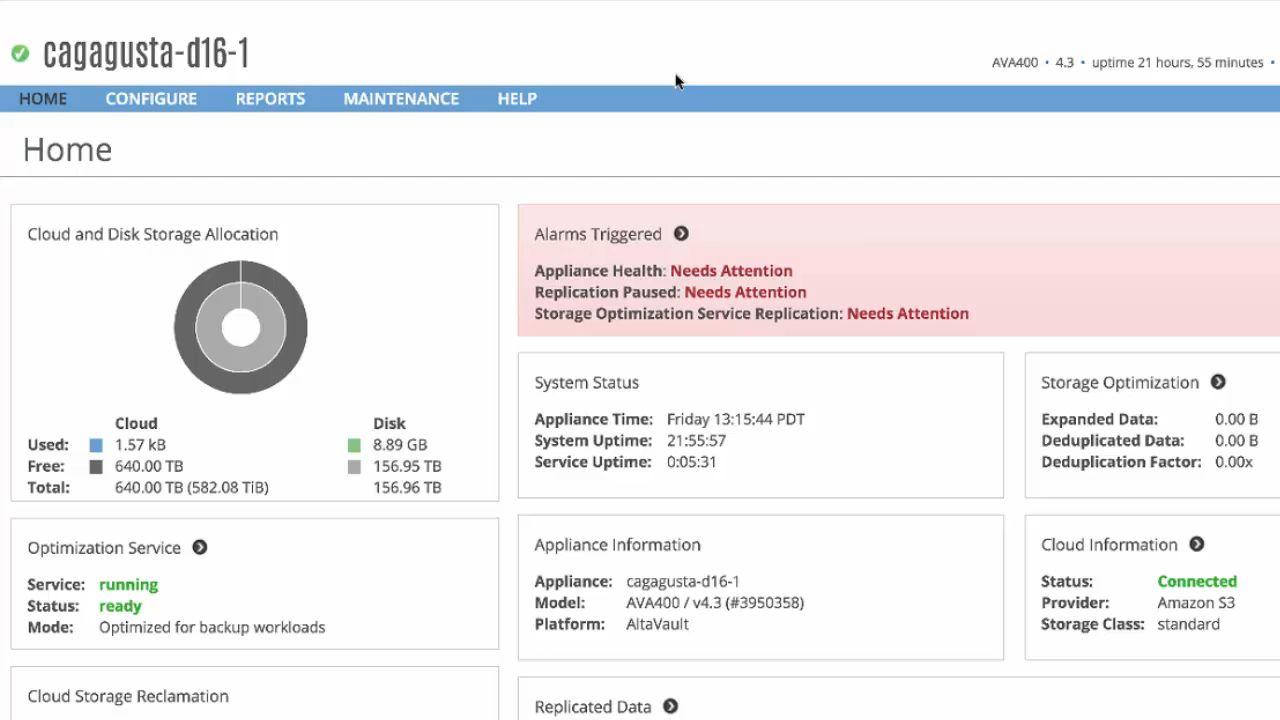 cagagusta-d16-1
AVA400 • 4.3 • uptime 21 hours, 55 minutes •
HOME CONFIGURE REPORTS MAINTENANCE HELP
Home
Cloud and Disk Storage Allocation
Cloud Disk
Used: 1.57 kB 8.89 GB
Free: 640.00 TB 156.95 TB
Total: 640.00 TB (582.08 TiB) 156.96 TB
Alarms Triggered
Appliance Health: Needs Attention
Replication Paused: Needs Attention
Storage Optimization Service Replication: Needs Attention
System Status
Appliance Time: Friday 13:15:44 PDT
System Uptime: 21:55:57
Service Uptime: 0:05:31
Storage Optimization
Expanded Data: 0.00 B
Deduplicated Data: 0.00 B
Deduplication Factor: 0.00x
Optimization Service
Service: running
Status: ready
Mode: Optimized for backup workloads
Appliance Information
Appliance: cagagusta-d16-1
Model: AVA400 / v4.3 (#3950358)
Platform: AltaVault
Cloud Information
Status: Connected
Provider: Amazon S3
Storage Class: standard
Cloud Storage Reclamation
Replicated Data